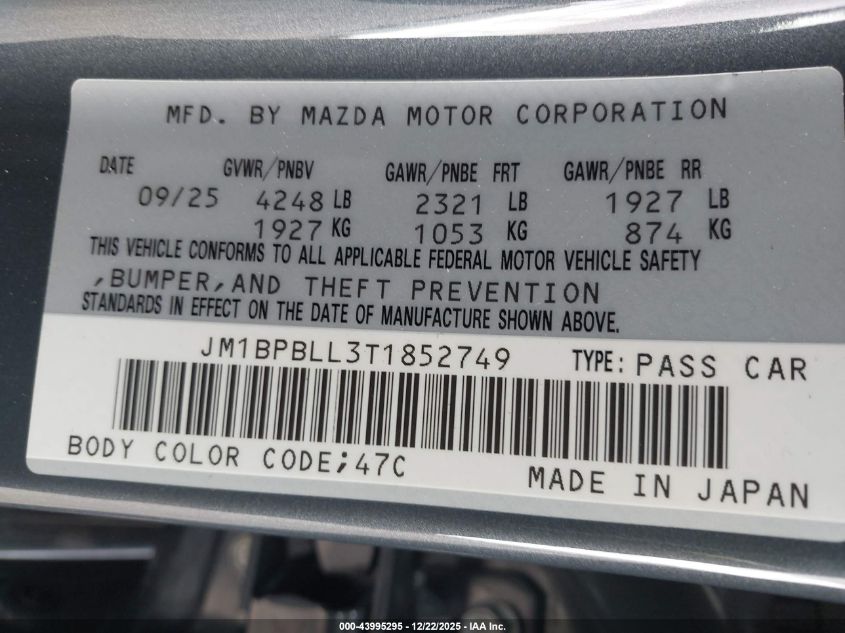 MFD. BY MAZDA MOTOR CORPORATION
DATE GVWR/PNBV GAWR/PNBE FRT GAWR/PNBE RR
09/25 4248 LB 2321 LB 1927 LB
1927 KG 1053 KG 874 KG
THIS VEHICLE CONFORMS TO ALL APPLICABLE FEDERAL MOTOR VEHICLE SAFETY
,BUMPER,AND THEFT PREVENTION
STANDARDS IN EFFECT ON THE DATE OF MANUFACTURE SHOWN ABOVE.
JM1BPBLL3T1852749 TYPE: PASS CAR
BODY COLOR CODE;47C MADE IN JAPAN
000-43995295 - 12/22/2025 - IAA Inc.